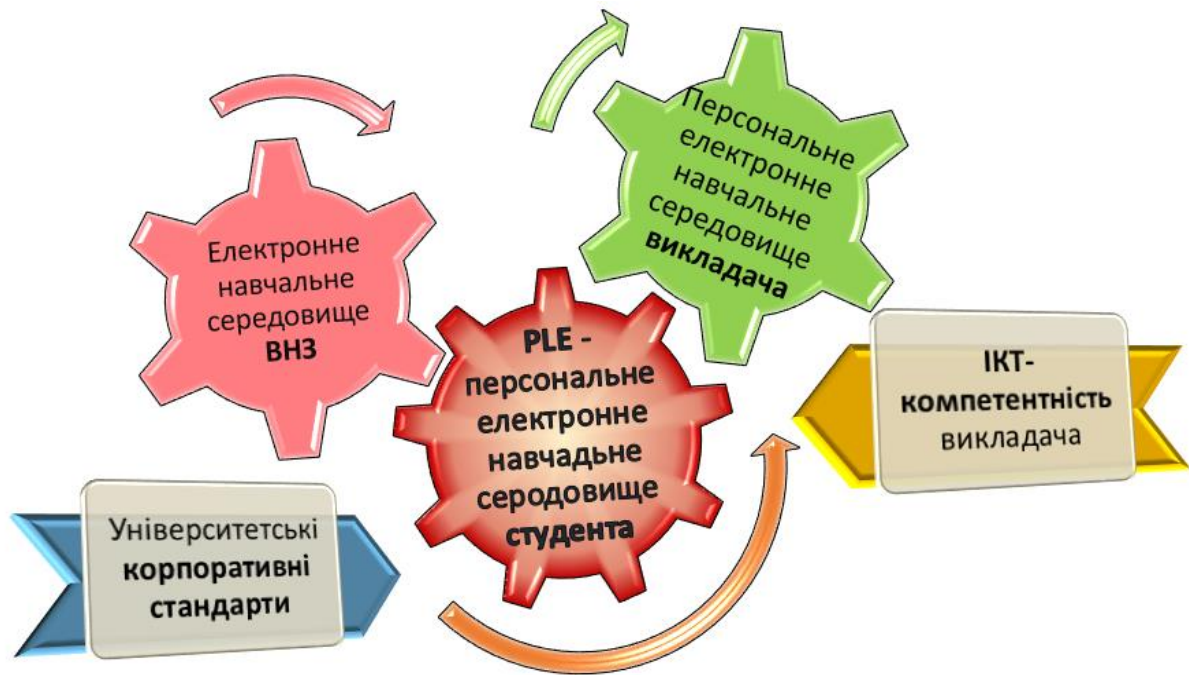 Персональне
електронне
навчальне
середовище
викладача
Електронне
навчальне
середовище
ВНЗ
PLE -
персональне
електронне
навчадьне
серодовище
студента
ІКТ-
компетентність
викладача
Університетські
корпоративні
стандарти